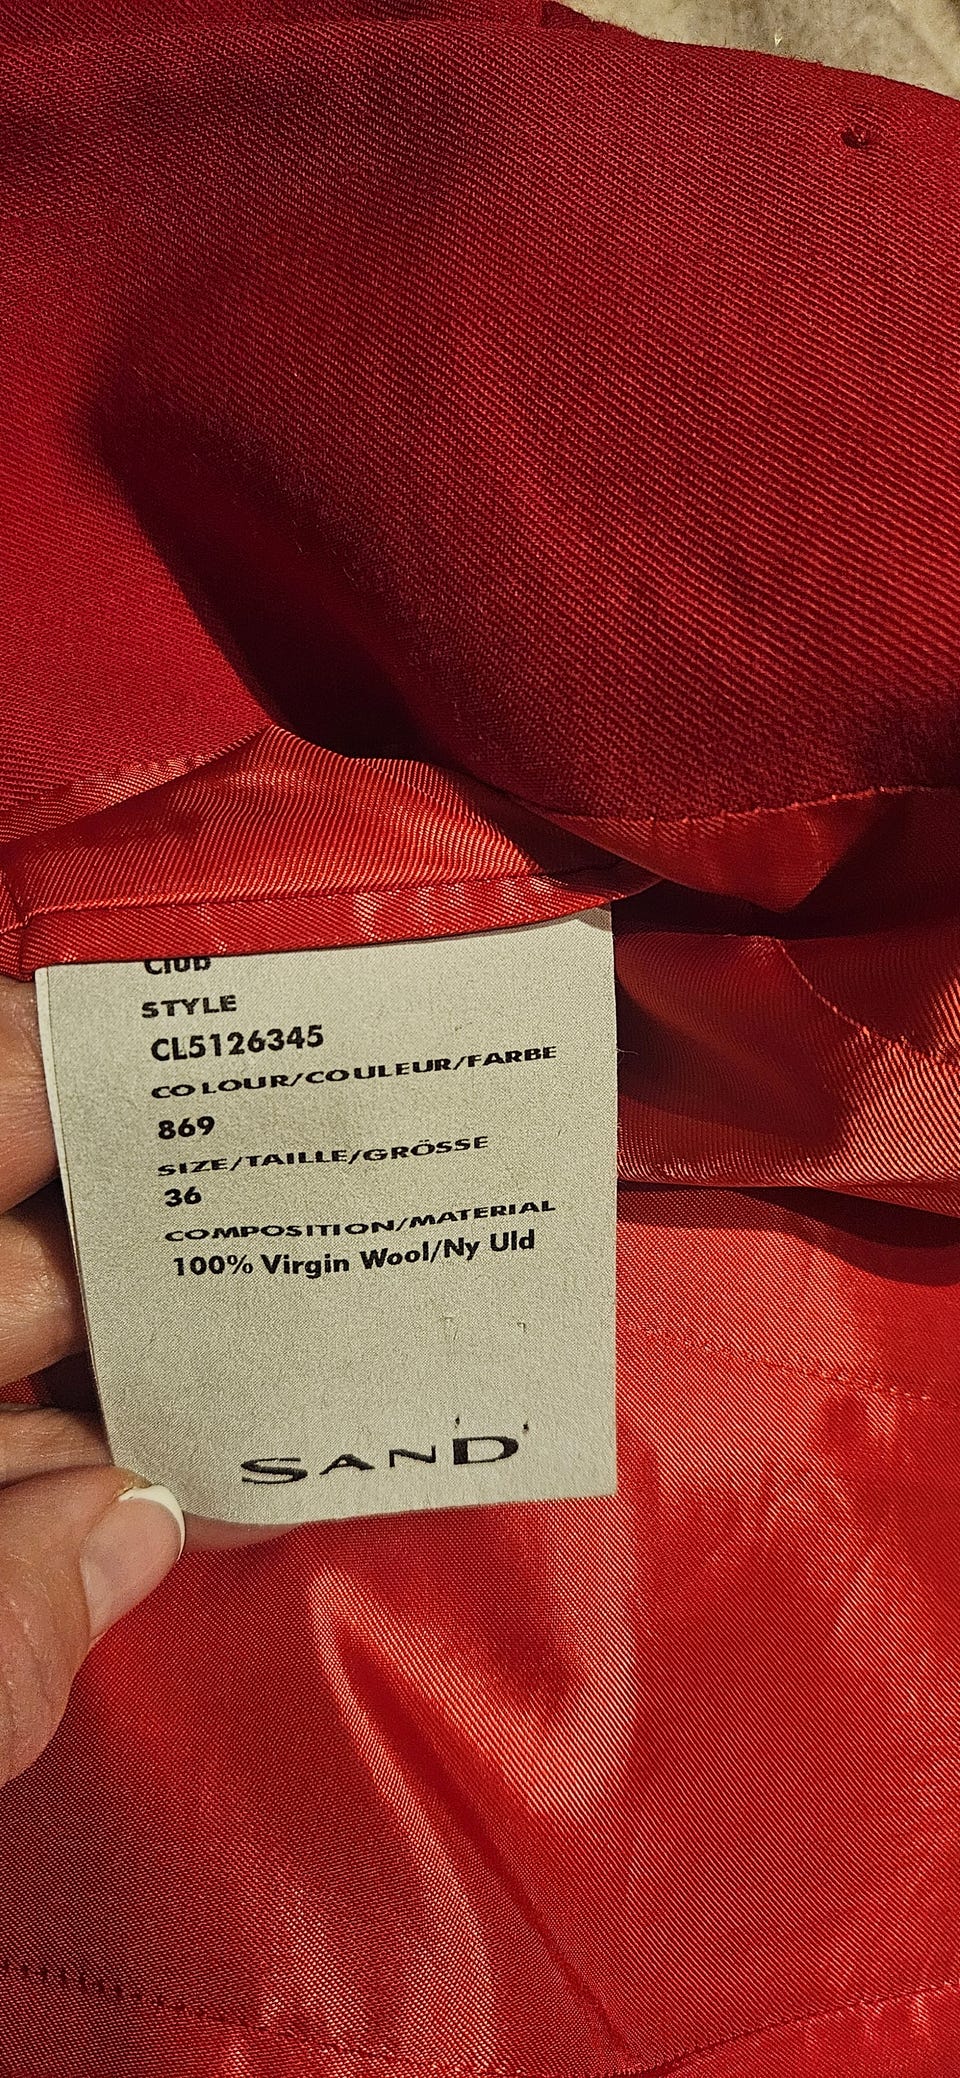 Club
STYLE
CL5126345
COLOUR/COULEUR/FARBE
869
SIZE/TAILLE/GRÖSSE
36
COMPOSITION/MATERIAL
100% Virgin Wool/Ny Uld
SAND